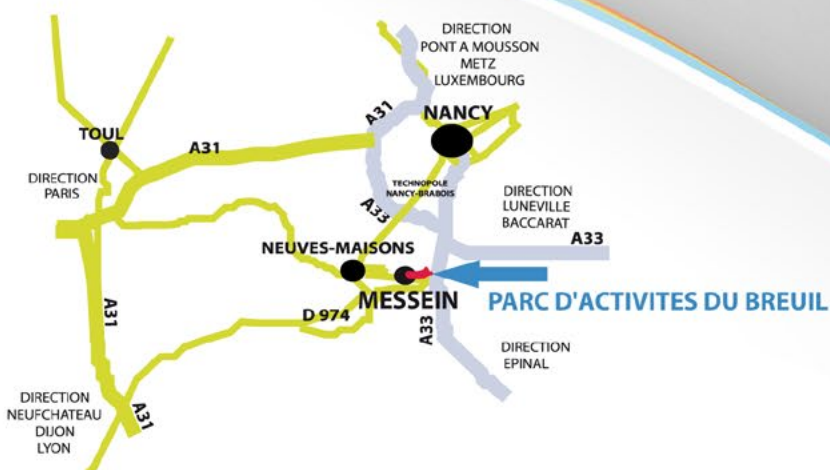 DIRECTION
PONT A MOUSSON
METZ
LUXEMBOURG
A31
NANCY
TOUL
A31
DIRECTION
PARIS
TECHNOPOLE
NANCY-BRABOIS
DIRECTION
LUNEVILLE
BACCARAT
A33
A33
NEUVES-MAISONS
MESSEIN
PARC D'ACTIVITES DU BREUIL
A31
D 974
A33
DIRECTION
EPINAL
DIRECTION
NEUFCHATEAU
DIJON
LYON
A31